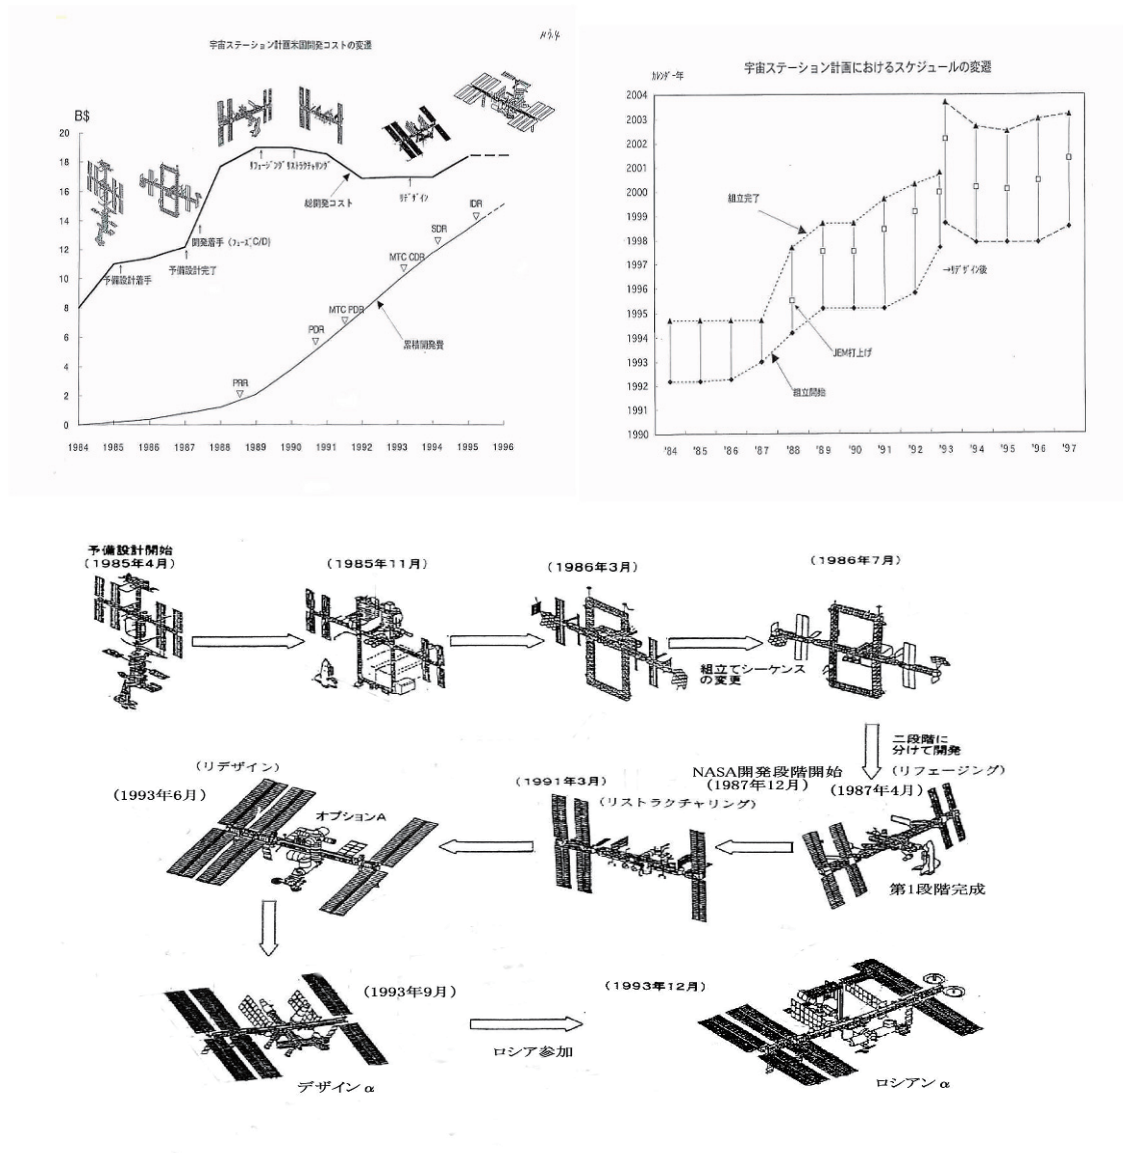 宇宙ステーション計画米国開発コストの変遷
B$
20
18
16
14
12
10
8
6
4
2
0
1984 1985 1986 1987 1988 1989 1990 1991 1992 1993 1994 1995 1996
リフェージング リストラクチャリング
総開発コスト
リデザイン
開発着手 (フェーズC/D)
予備設計着手
予備設計完了
IDR
SDR
MTC CDR
MTC PDR
PDR
PRR
累積開発費
宇宙ステーション計画におけるスケジュールの変遷
カレンダー年
2004
2003
2002
2001
2000
1999
1998
1997
1996
1995
1994
1993
1992
1991
1990
'84 '85 '86 '87 '88 '89 '90 '91 '92 '93 '94 '95 '96 '97
組立完了
→リデザイン後
JEM打上げ
組立開始
予備設計開始
(1985年4月)
(1985年11月)
(1986年3月)
(1986年7月)
組立てシーケンス
の変更
二段階に
分けて開発
(リフェージング)
(1987年4月)
NASA開発段階開始
(1987年12月)
第1段階完成
(1991年3月)
(リストラクチャリング)
(リデザイン)
(1993年6月)
オプションA
(1993年9月)
デザインα
ロシア参加
(1993年12月)
ロシアンα